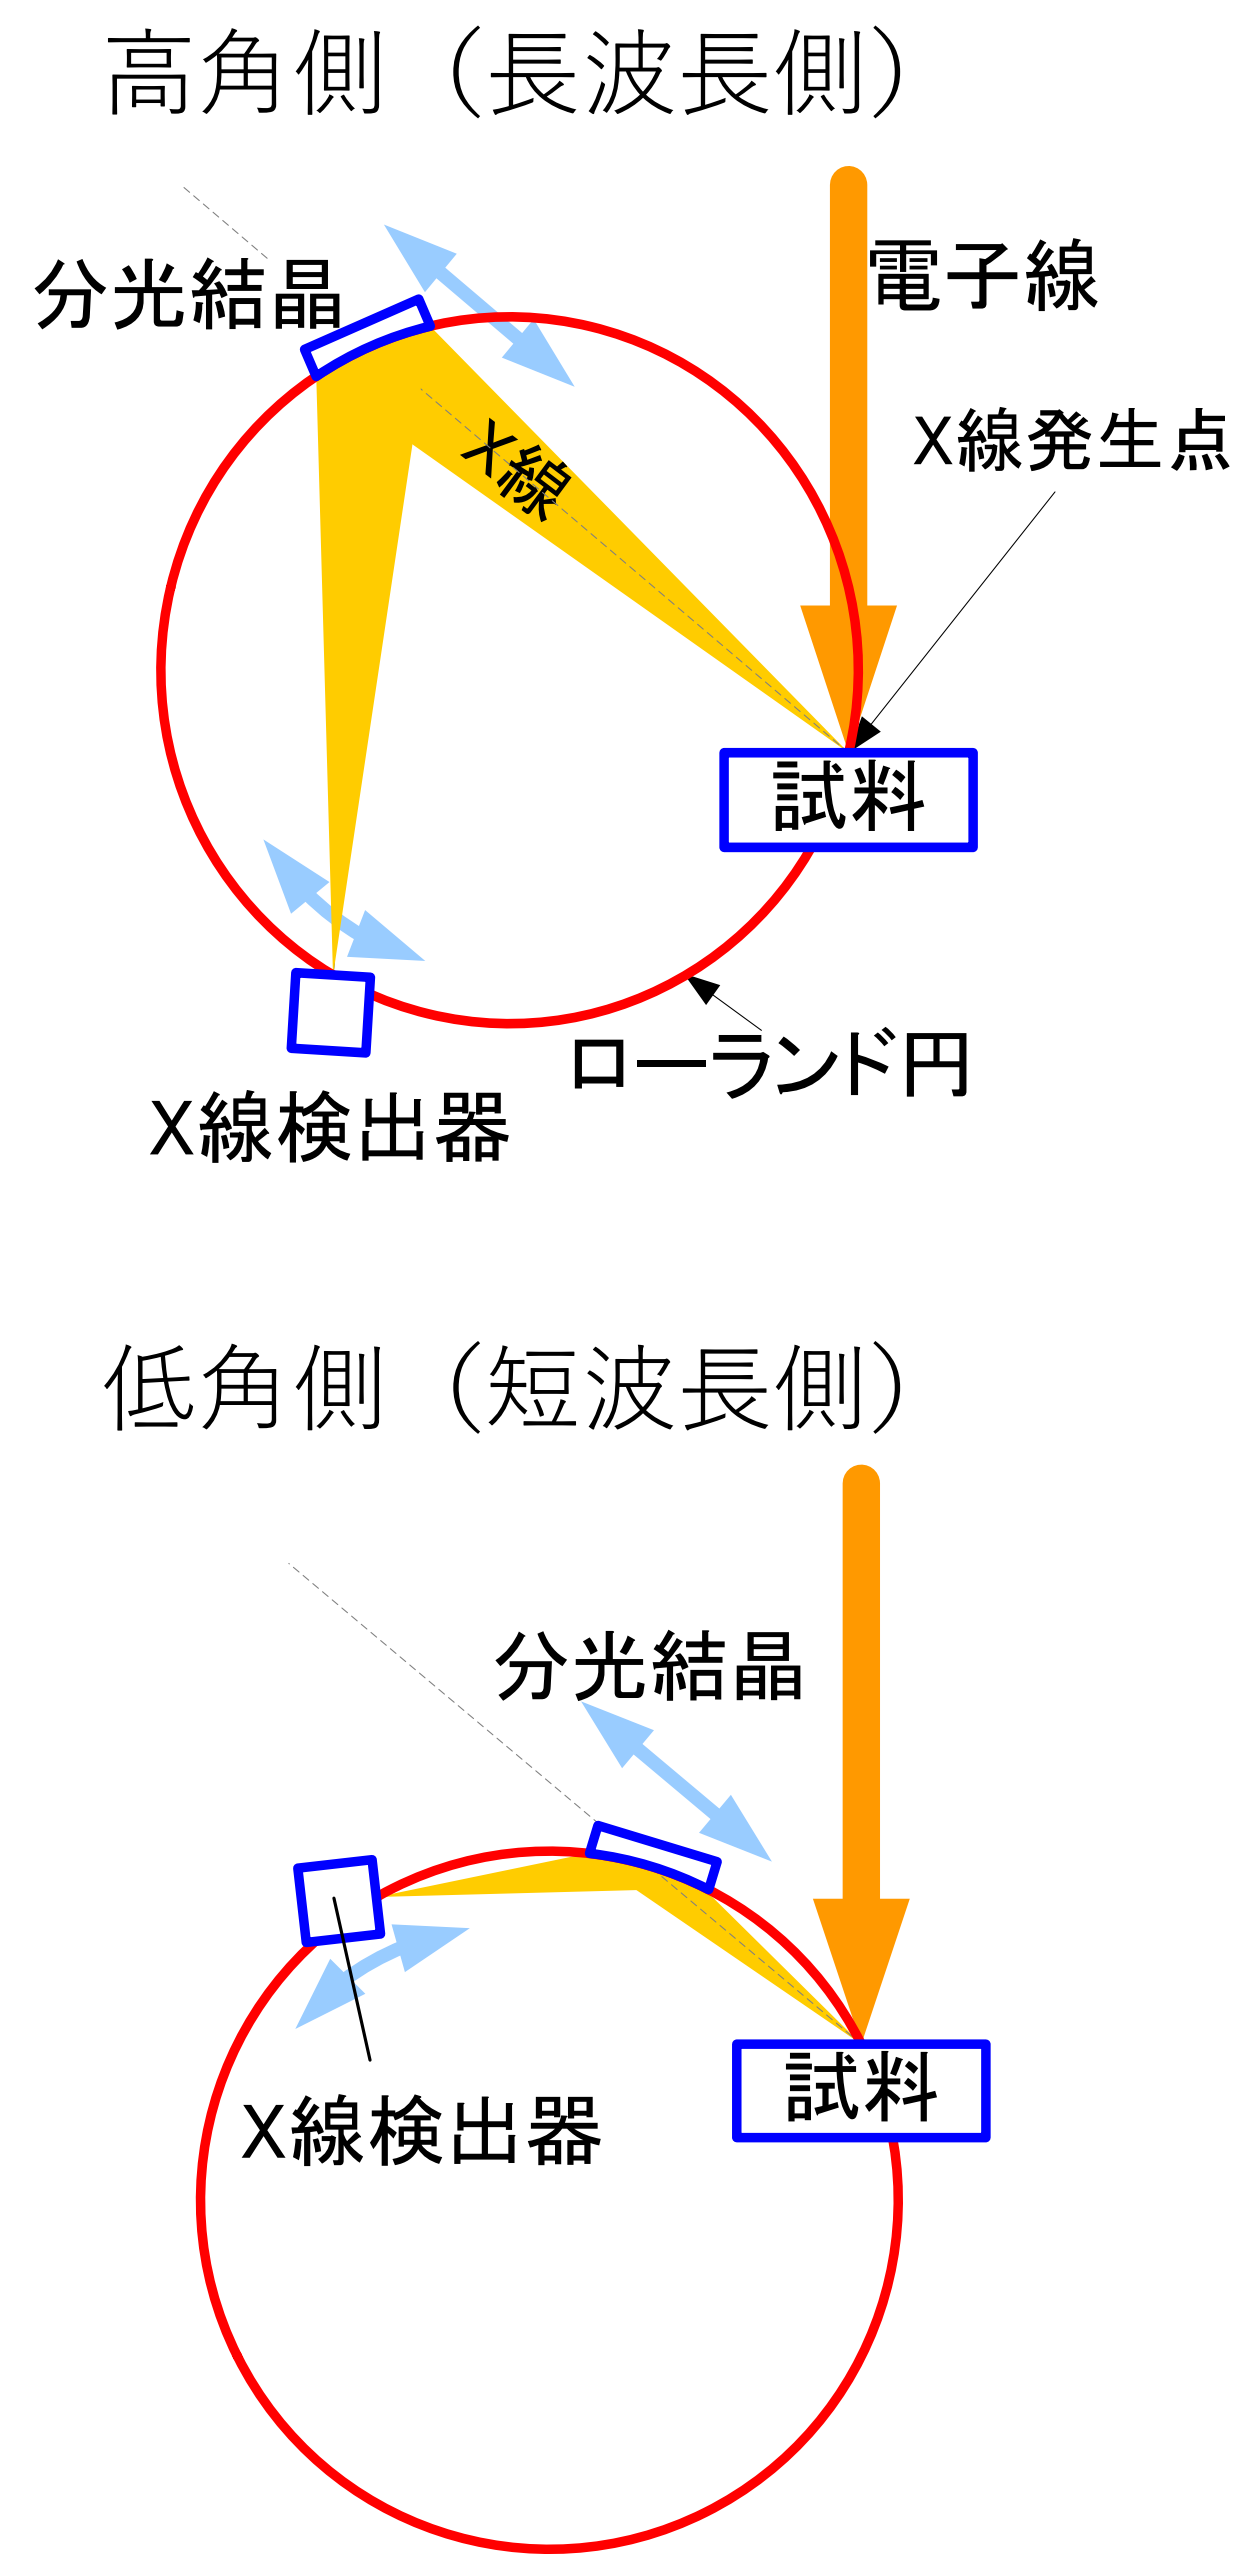 高角側（長波長側）
電子線
分光結晶
X線発生点
X線
試料
ローランド円
X線検出器
低角側（短波長側）
分光結晶
試料
X線検出器